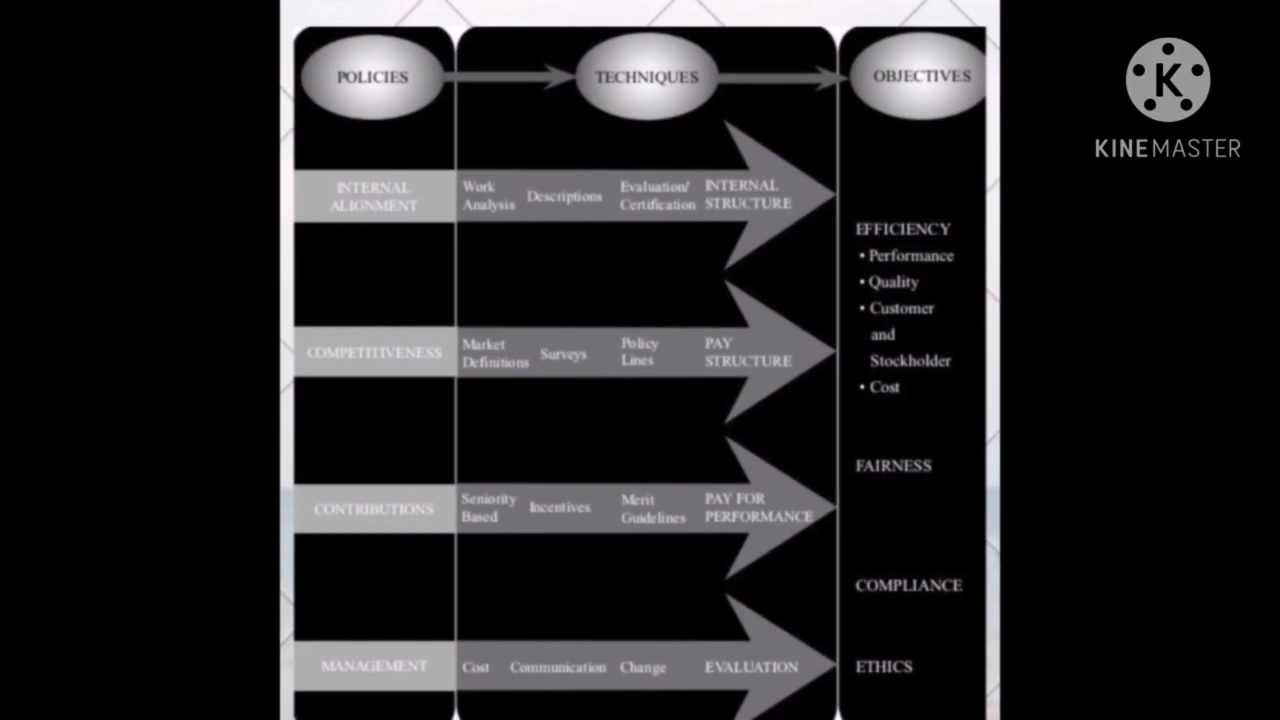 POLICIES
TECHNIQUES
OBJECTIVES
KINEMASTER
INTERNAL
ALIGNMENT
Work
Analysis
Descriptions
Evaluation/
Certification
INTERNAL
STRUCTURE
COMPETITIVENESS
Market
Definitions
Surveys
Policy
Lines
PAY
STRUCTURE
CONTRIBUTIONS
Seniority
Based
Incentives
Merit
Guidelines
PAY FOR
PERFORMANCE
MANAGEMENT
Cost
Communication
Change
EVALUATION
EFFICIENCY
• Performance
• Quality
• Customer
and
Stockholder
• Cost
FAIRNESS
COMPLIANCE
ETHICS